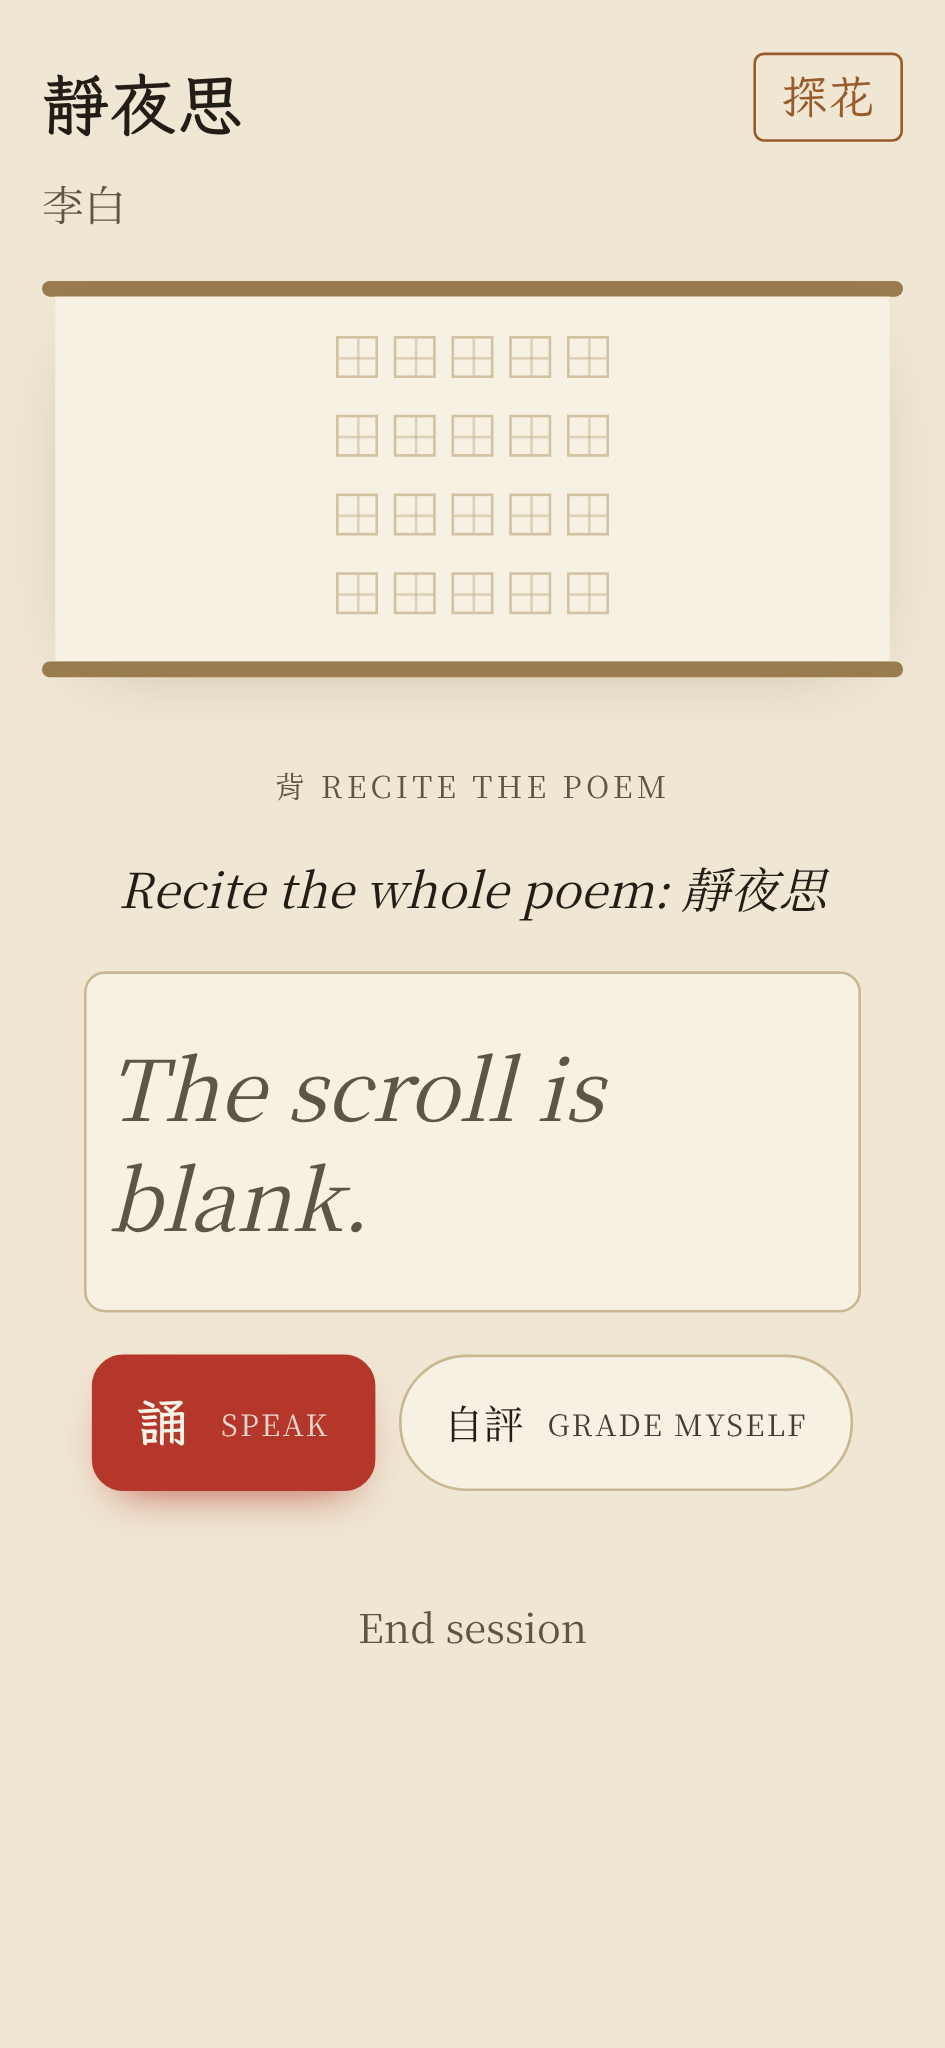 靜夜思
探花
李白
背 RECITE THE POEM
Recite the whole poem: 靜夜思
The scroll is
blank.
誦 SPEAK
自評 GRADE MYSELF
End session